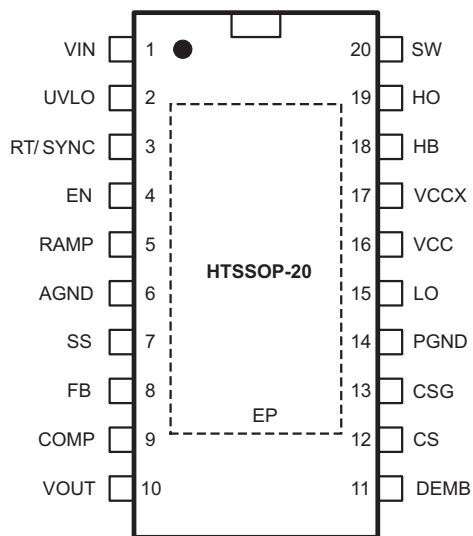 VIN 1 20 SW
UVLO 2 19 HO
RT/ SYNC 3 18 HB
EN 4 17 VCCX
RAMP 5 16 VCC
HTSSOP-20
AGND 6 15 LO
SS 7 14 PGND
FB 8 13 CSG
EP
COMP 9 12 CS
VOUT 10 11 DEMB